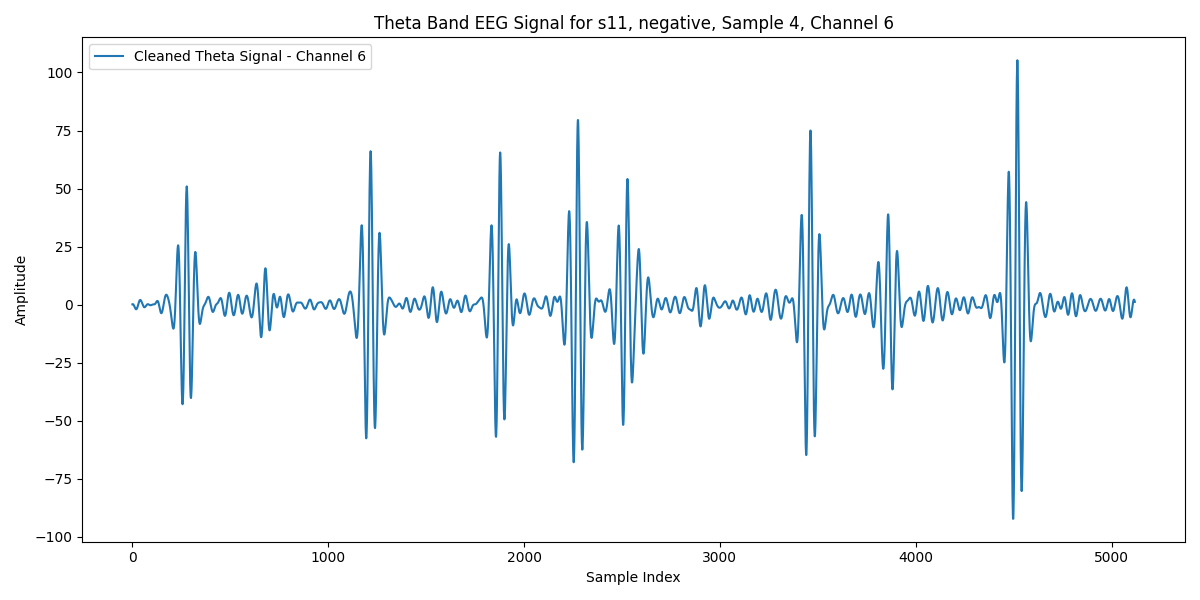 Theta Band EEG Signal for s11, negative, Sample 4, Channel 6
Cleaned Theta Signal - Channel 6
Amplitude
100
75
50
25
0
−25
−50
−75
−100
0 1000 2000 3000 4000 5000
Sample Index